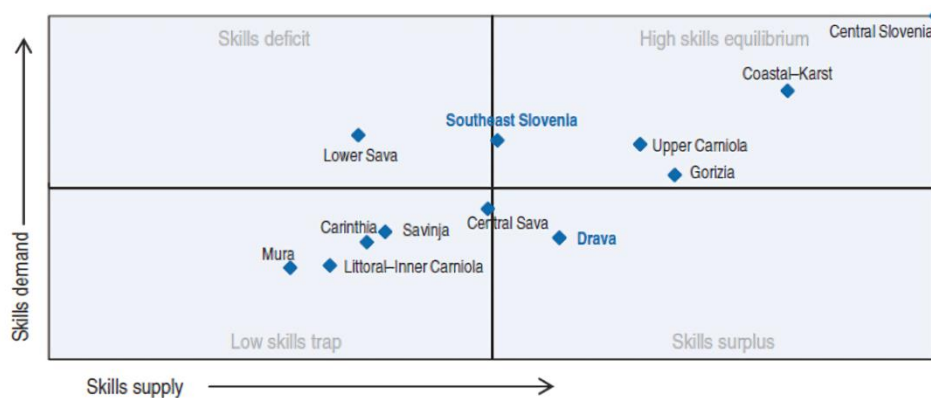 Skills deficit
High skills equilibrium
Central Slovenia
Coastal–Karst
Southeast Slovenia
Lower Sava
Upper Carniola
Gorizia
Skills demand
Central Sava
Carinthia
Savinja
Drava
Mura
Littoral–Inner Carniola
Low skills trap
Skills surplus
Skills supply